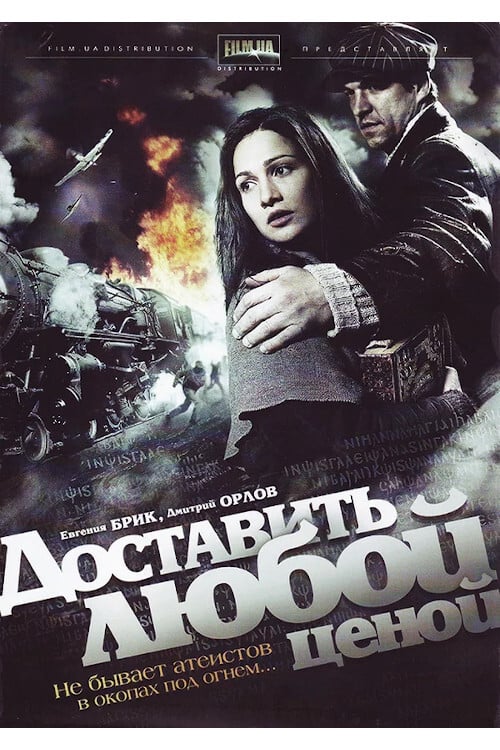 FILM.UA DISTRIBUTION
FILM.UA
DISTRIBUTION
ПРЕДСТАВЛЯЕТ
Евгения БРИК, Дмитрий ОРЛОВ
ДОСТАВИТЬ
ЛЮБОЙ
ЦЕНОЙ
Не бывает атеистов
в окопах под огнем...